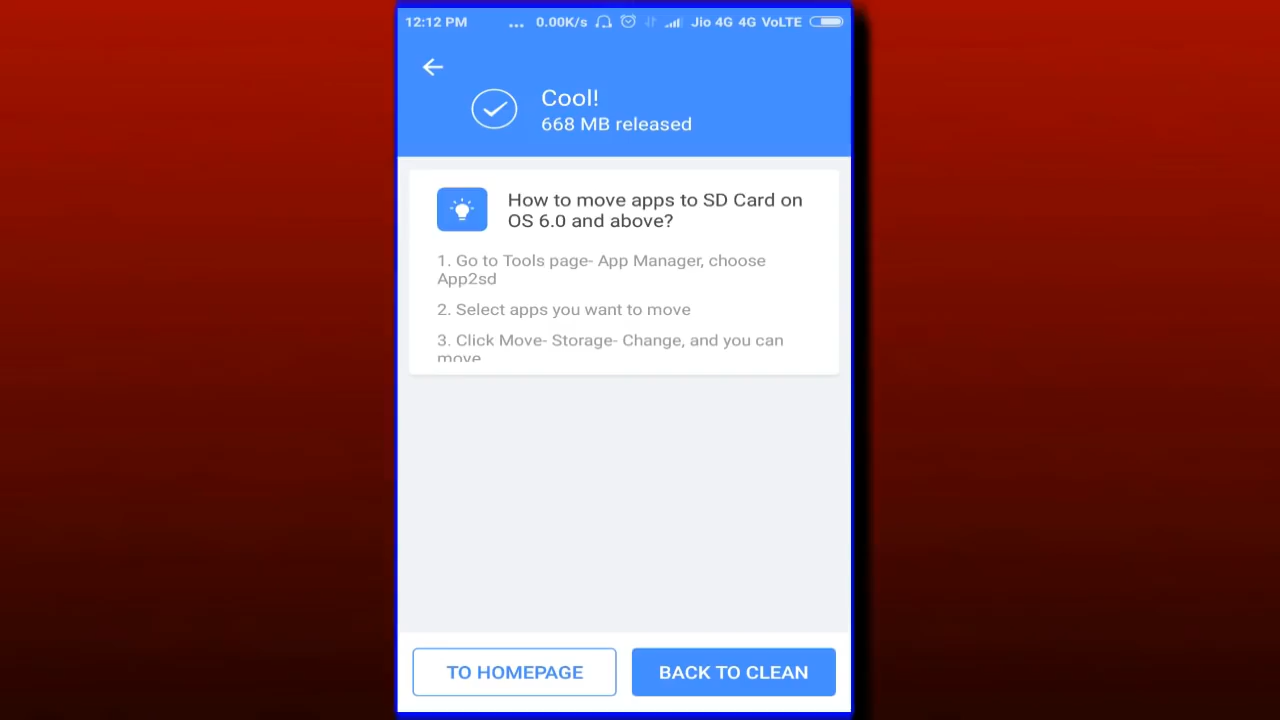 12:12 PM ... 0.00K/s Jio 4G 4G VoLTE
Cool!
668 MB released
How to move apps to SD Card on
OS 6.0 and above?
1. Go to Tools page- App Manager, choose
App2sd
2. Select apps you want to move
3. Click Move- Storage- Change, and you can
move
TO HOMEPAGE BACK TO CLEAN